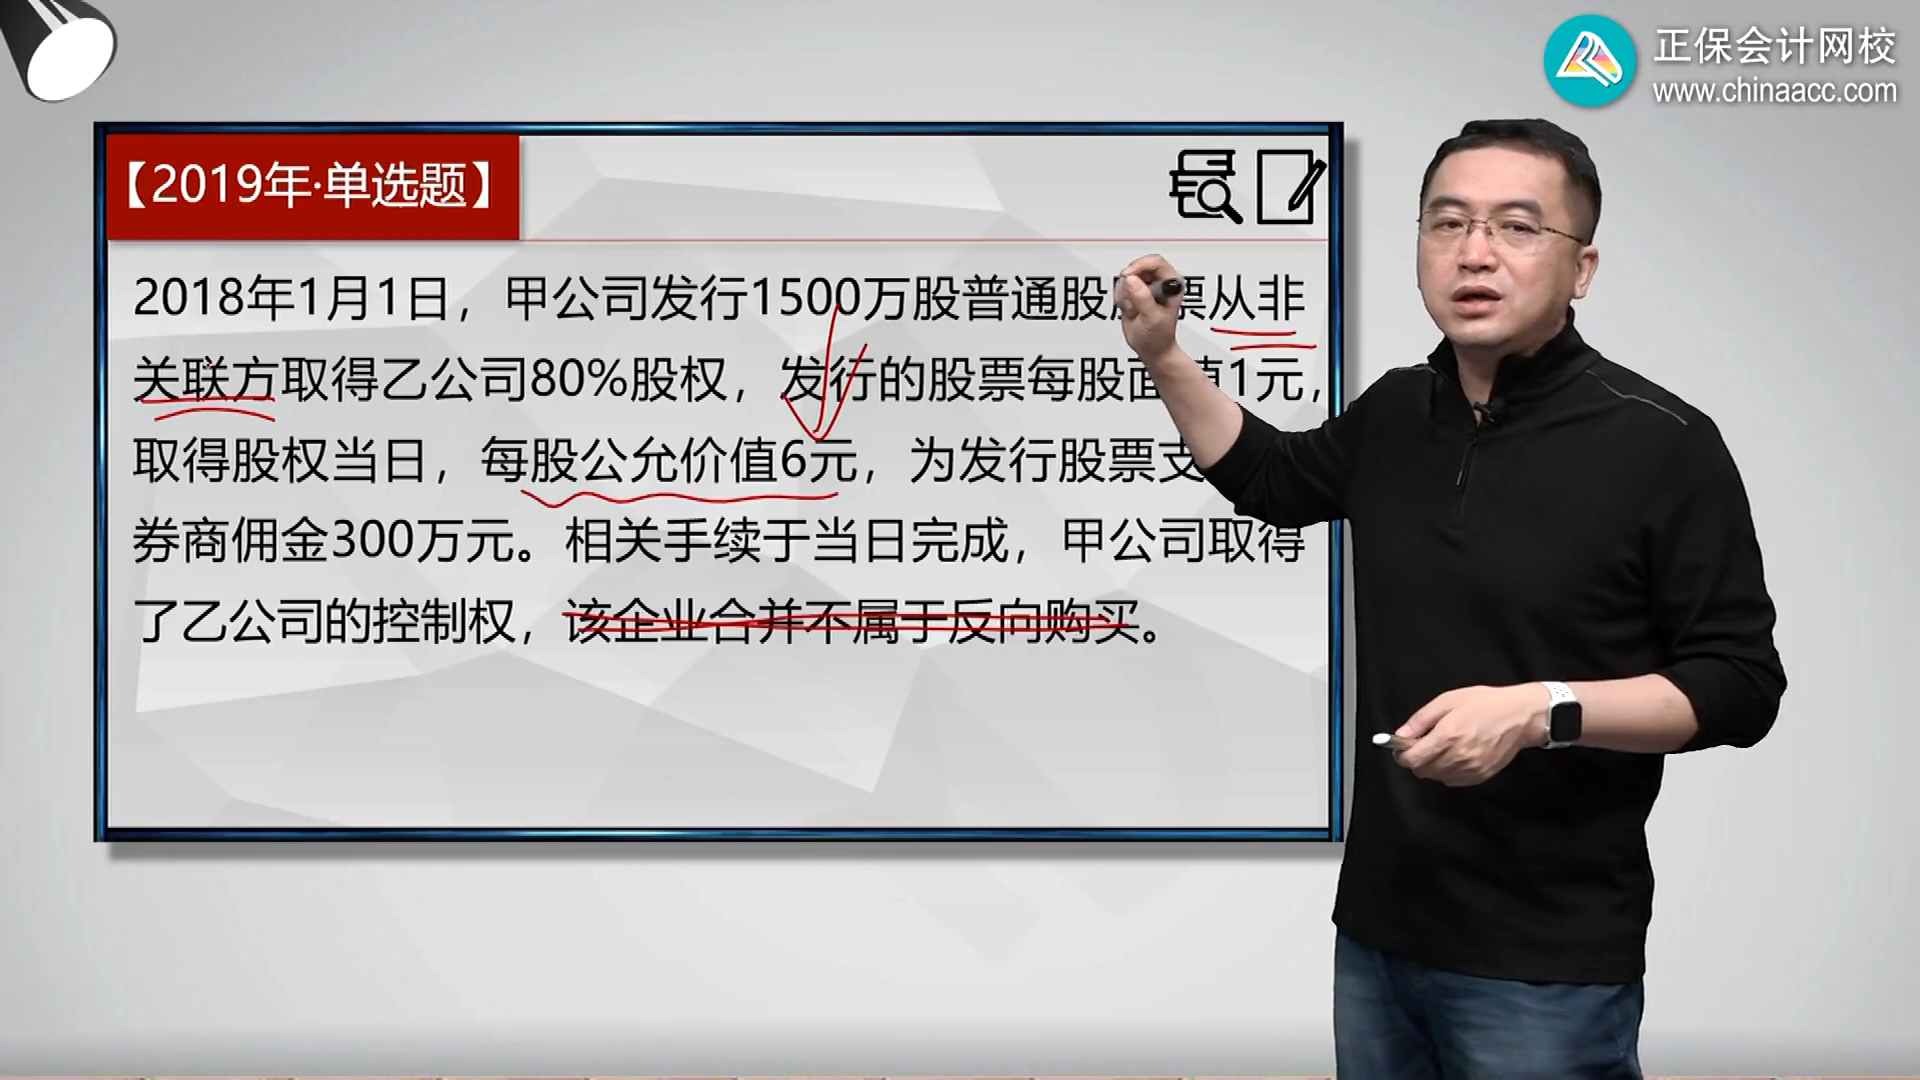 正保会计网校
www.chinaacc.com
【2019年·单选题】
2018年1月1日，甲公司发行1500万股普通股 票从非
关联方取得乙公司80%股权，发行的股票每股面值1元，
取得股权当日，每股公允价值6元，为发行股票支
券商佣金300万元。相关手续于当日完成，甲公司取得
了乙公司的控制权，该企业合并不属于反向购买。